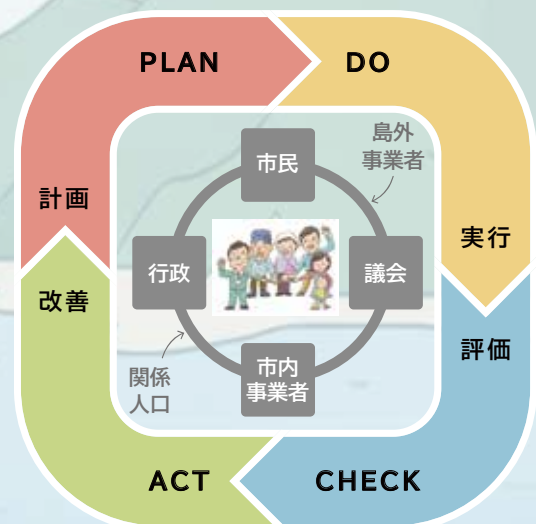 PLAN
DO
計画
実行
評価
改善
ACT
CHECK
市民
島外
事業者
行政
議会
市内
事業者
関係
人口